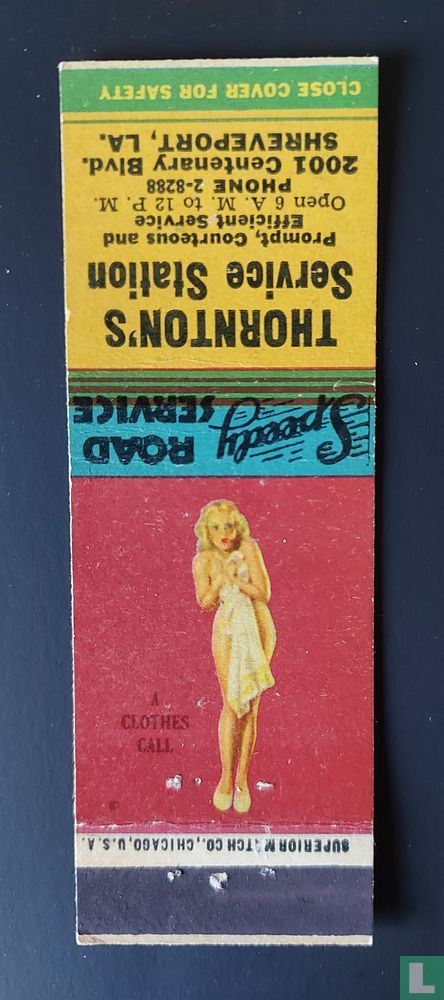 CLOSE COVER FOR SAFETY
THORNTON'S
Service Station
Prompt, Courteous and
Efficient Service
Open 6 A. M. to 12 P. M.
PHONE 2-8288
2001 Centenary Blvd.
SHREVEPORT, LA.
Speedy ROAD
SERVICE
A
CLOTHES
CALL
©
SUPERIOR MATCH CO., CHICAGO, U.S.A.
L